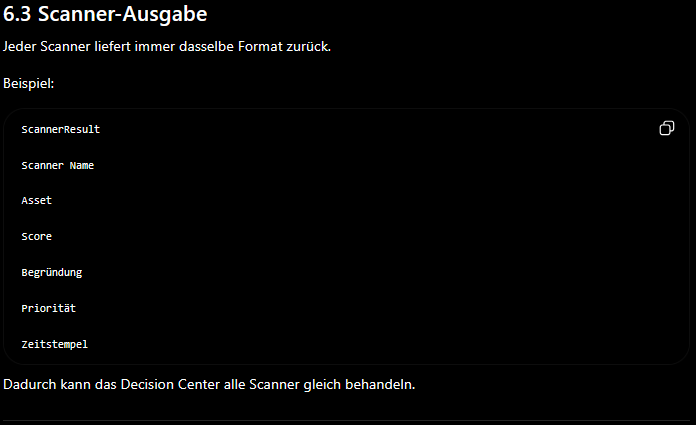 6.3 Scanner-Ausgabe
Jeder Scanner liefert immer dasselbe Format zurück.
Beispiel:
ScannerResult
Scanner Name
Asset
Score
Begründung
Priorität
Zeitstempel
Dadurch kann das Decision Center alle Scanner gleich behandeln.